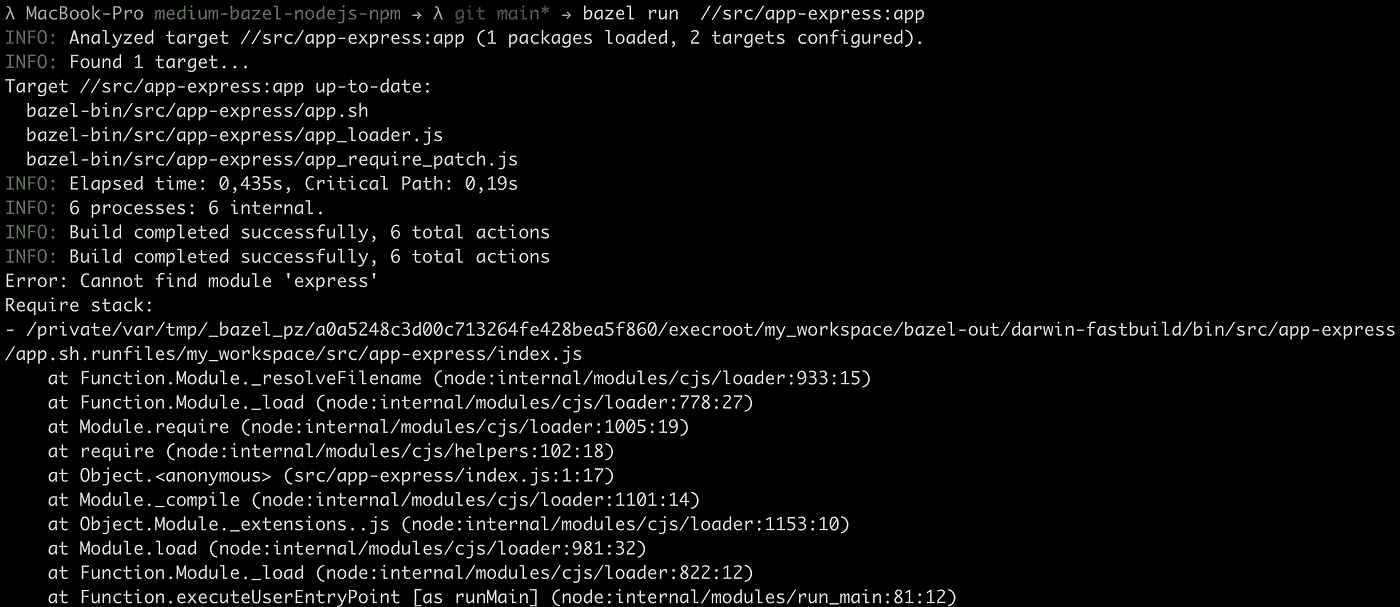 λ MacBook-Pro medium-bazel-nodejs-npm → λ git main* → bazel run  //src/app-express:app
INFO: Analyzed target //src/app-express:app (1 packages loaded, 2 targets configured).
INFO: Found 1 target...
Target //src/app-express:app up-to-date:
  bazel-bin/src/app-express/app.sh
  bazel-bin/src/app-express/app_loader.js
  bazel-bin/src/app-express/app_require_patch.js
INFO: Elapsed time: 0,435s, Critical Path: 0,19s
INFO: 6 processes: 6 internal.
INFO: Build completed successfully, 6 total actions
INFO: Build completed successfully, 6 total actions
Error: Cannot find module 'express'
Require stack:
- /private/var/tmp/_bazel_pz/a0a5248c3d00c713264fe428bea5f860/execroot/my_workspace/bazel-out/darwin-fastbuild/bin/src/app-express
/app.sh.runfiles/my_workspace/src/app-express/index.js
    at Function.Module._resolveFilename (node:internal/modules/cjs/loader:933:15)
    at Function.Module._load (node:internal/modules/cjs/loader:778:27)
    at Module.require (node:internal/modules/cjs/loader:1005:19)
    at require (node:internal/modules/cjs/helpers:102:18)
    at Object.<anonymous> (src/app-express/index.js:1:17)
    at Module._compile (node:internal/modules/cjs/loader:1101:14)
    at Object.Module._extensions..js (node:internal/modules/cjs/loader:1153:10)
    at Module.load (node:internal/modules/cjs/loader:981:32)
    at Function.Module._load (node:internal/modules/cjs/loader:822:12)
    at Function.executeUserEntryPoint [as runMain] (node:internal/modules/run_main:81:12)